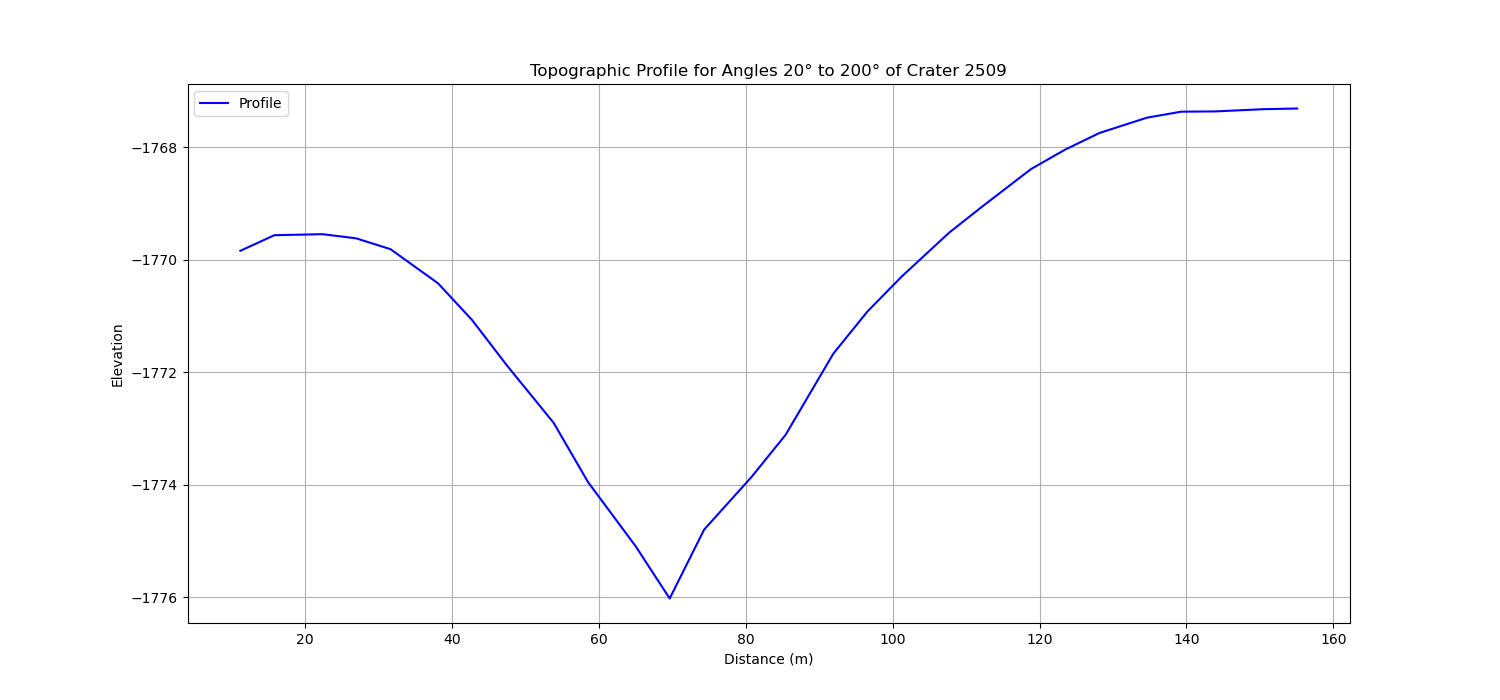 Topographic Profile for Angles 20° to 200° of Crater 2509
Profile
−1768
−1770
−1772
−1774
−1776
Elevation
20 40 60 80 100 120 140 160
Distance (m)